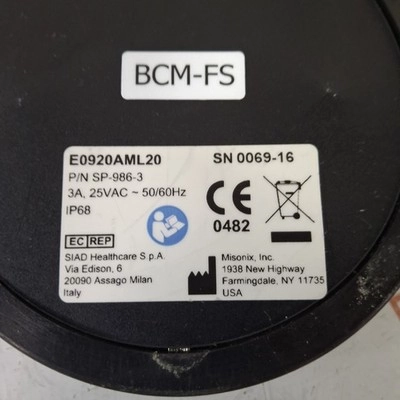 BCM-FS
E0920AML20 SN 0069-16
P/N SP-986-3
3A, 25VAC ~ 50/60Hz
IP68
CE
0482
EC REP
SIAD Healthcare S.p.A.
Via Edison, 6
20090 Assago Milan
Italy
Misonix, Inc.
1938 New Highway
Farmingdale, NY 11735
USA